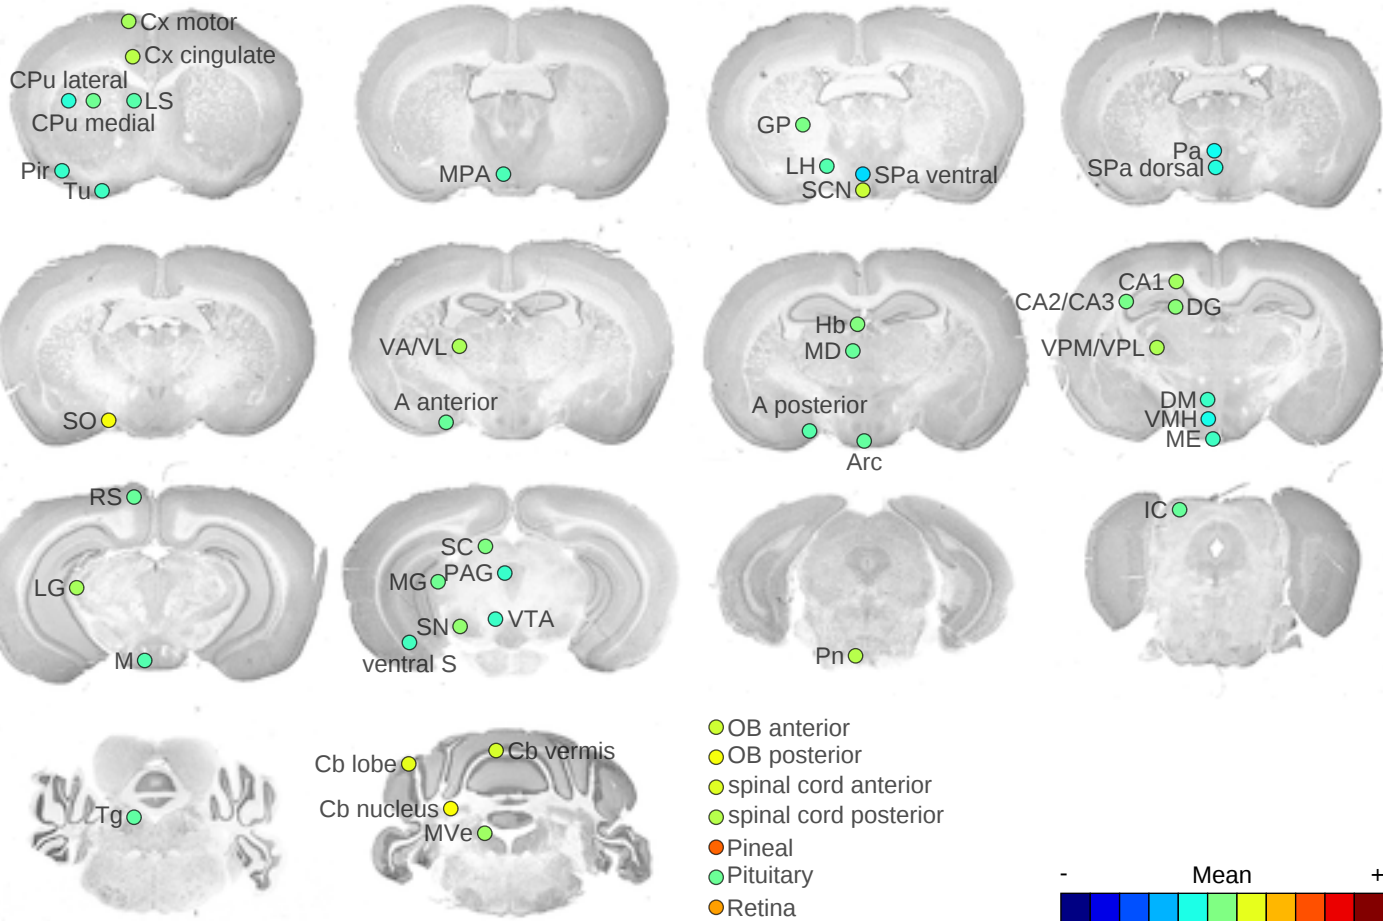 Cx motor
Cx cingulate
CPu lateral
LS
CPu medial
Pir
Tu
MPA
GP
LH
SPa ventral
SCN
Pa
SPa dorsal
SO
VA/VL
A anterior
Hb
MD
A posterior
Arc
CA1
CA2/CA3
DG
VPM/VPL
DM
VMH
ME
RS
LG
M
SC
MG
PAG
SN
VTA
ventral S
Pn
IC
Tg
Cb lobe
Cb vermis
Cb nucleus
MVe
OB anterior
OB posterior
spinal cord anterior
spinal cord posterior
Pineal
Pituitary
Retina
- Mean +